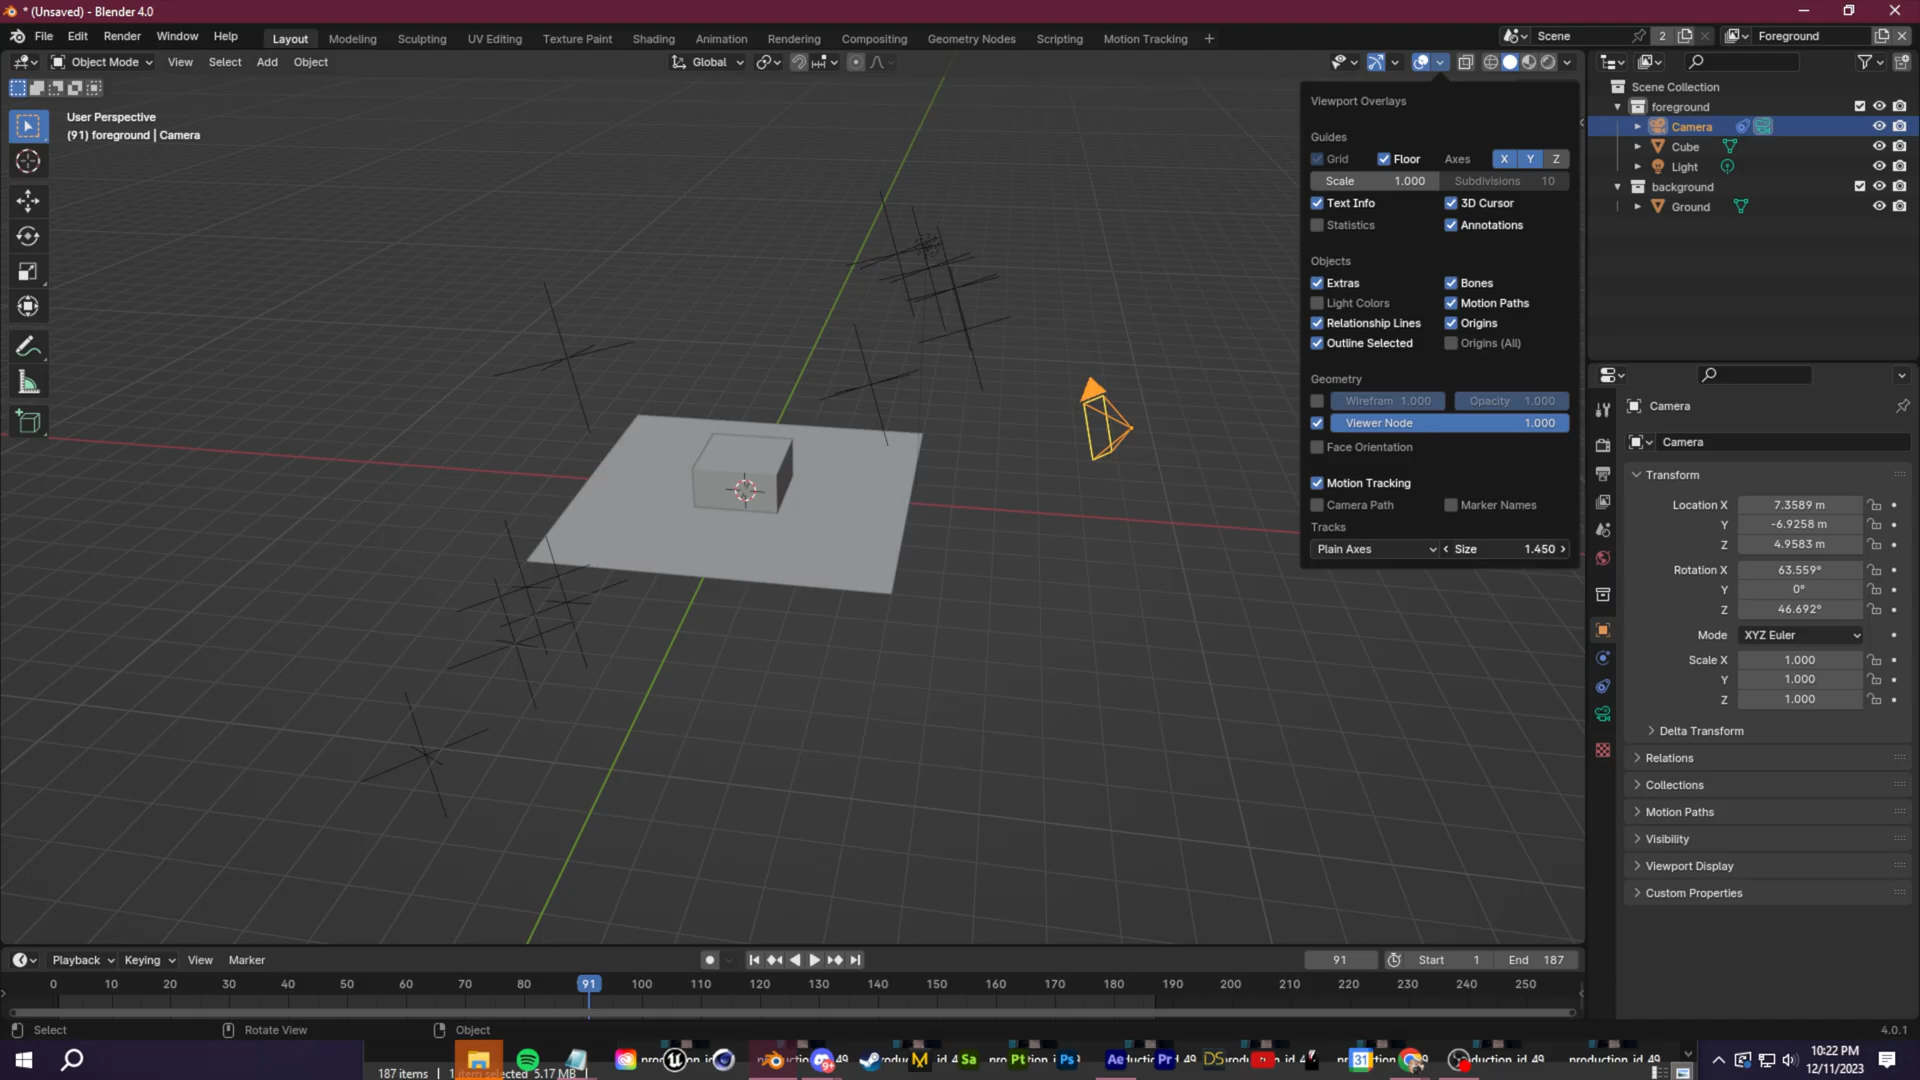 * (Unsaved) - Blender 4.0
File Edit Render Window Help
Layout Modeling Sculpting UV Editing Texture Paint Shading Animation Rendering Compositing Geometry Nodes Scripting Motion Tracking +
Scene 2 Foreground
Object Mode View Select Add Object Global
User Perspective
(91) foreground | Camera
Viewport Overlays
Guides
Grid Floor Axes X Y Z
Scale 1.000 Subdivisions 10
Text Info 3D Cursor
Statistics Annotations
Objects
Extras Bones
Light Colors Motion Paths
Relationship Lines Origins
Outline Selected Origins (All)
Geometry
Wirefram 1.000 Opacity 1.000
Viewer Node 1.000
Face Orientation
Motion Tracking
Camera Path Marker Names
Tracks
Plain Axes Size 1.450
Scene Collection
foreground
Camera
Cube
Light
background
Ground
Camera
Camera
Transform
Location X 7.3589 m
Y -6.9258 m
Z 4.9583 m
Rotation X 63.559°
Y 0°
Z 46.692°
Mode XYZ Euler
Scale X 1.000
Y 1.000
Z 1.000
Delta Transform
Relations
Collections
Motion Paths
Visibility
Viewport Display
Custom Properties
Playback Keying View Marker
91 Start 1 End 187
0 10 20 30 40 50 60 70 80 91 100 110 120 130 140 150 160 170 180 190 200 210 220 230 240 250
Select Rotate View Object 4.0.1
187 items 5.17 MB
10:22 PM
12/11/2023